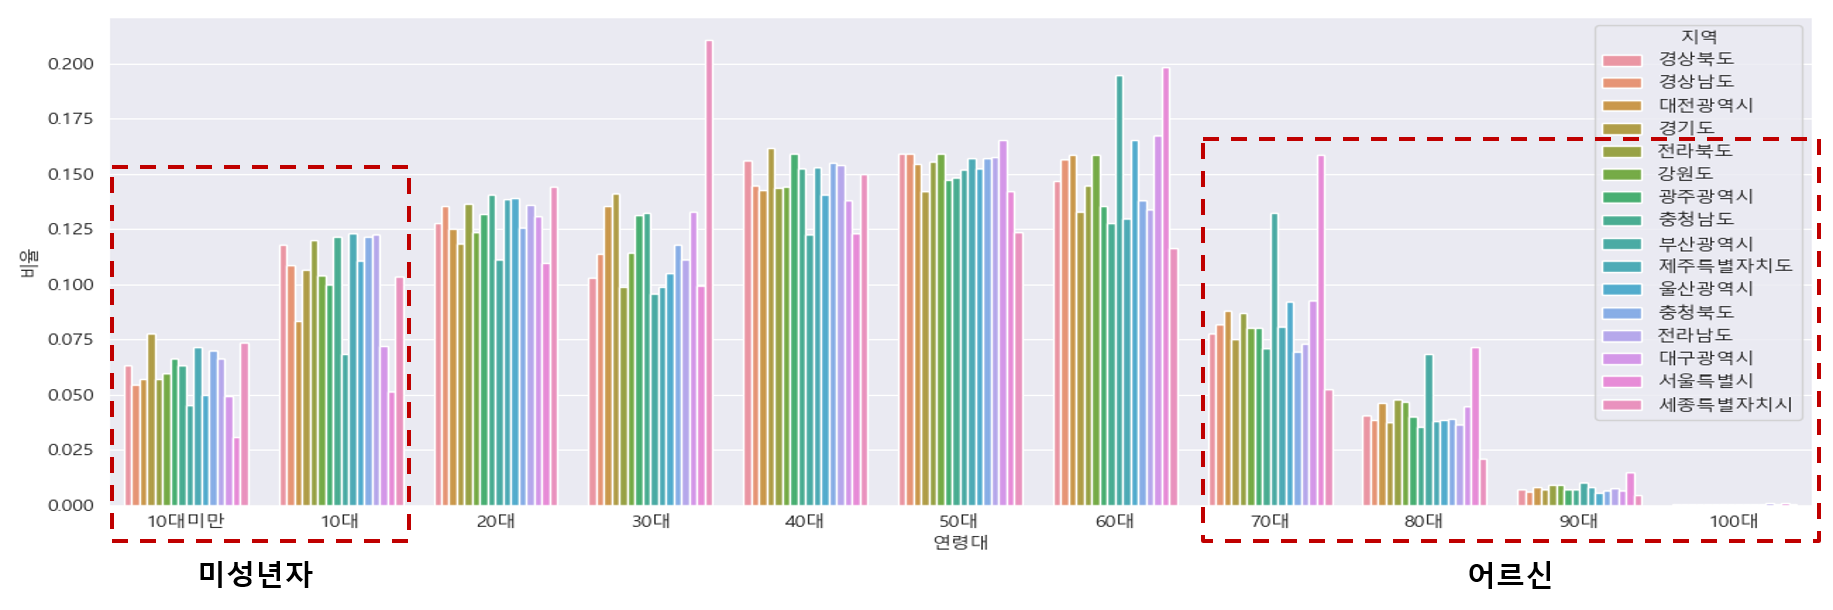 0.200
0.175
0.150
0.125
0.100
0.075
0.050
0.025
0.000
비율
10대미만 10대 20대 30대 40대 50대 60대 70대 80대 90대 100대
연령대
지역
경상북도
경상남도
대전광역시
경기도
전라북도
강원도
광주광역시
충청남도
부산광역시
제주특별자치도
울산광역시
충청북도
전라남도
대구광역시
서울특별시
세종특별자치시
미성년자
어르신